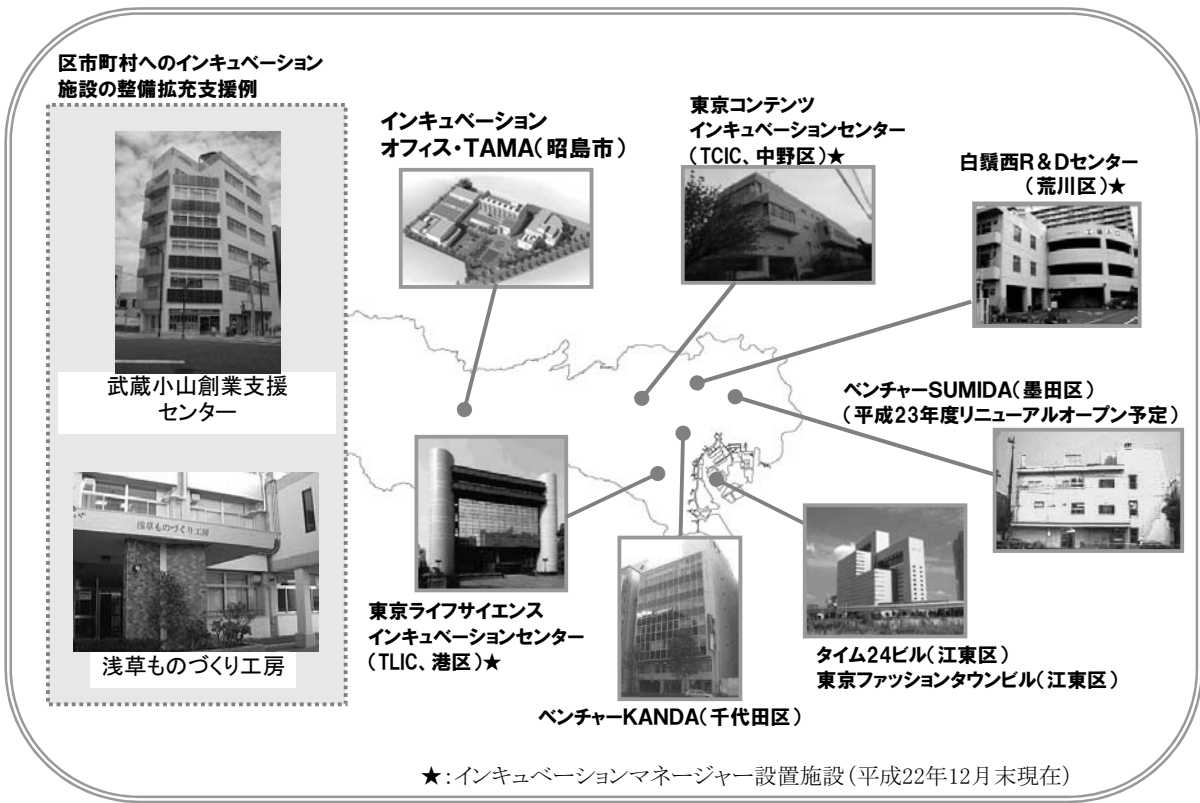 区市町村へのインキュベーション
施設の整備拡充支援例
武蔵小山創業支援
センター
浅草ものづくり工房
浅草ものづくり工房
インキュベーション
オフィス・TAMA(昭島市)
東京コンテンツ
インキュベーションセンター
(TCIC、中野区)★
白鬚西R&Dセンター
(荒川区)★
工場入口
ベンチャーSUMIDA(墨田区)
(平成23年度リニューアルオープン予定)
東京ライフサイエンス
インキュベーションセンター
(TLIC、港区)★
タイム24ビル(江東区)
東京ファッションタウンビル(江東区)
ベンチャーKANDA(千代田区)
★:インキュベーションマネージャー設置施設(平成22年12月末現在)